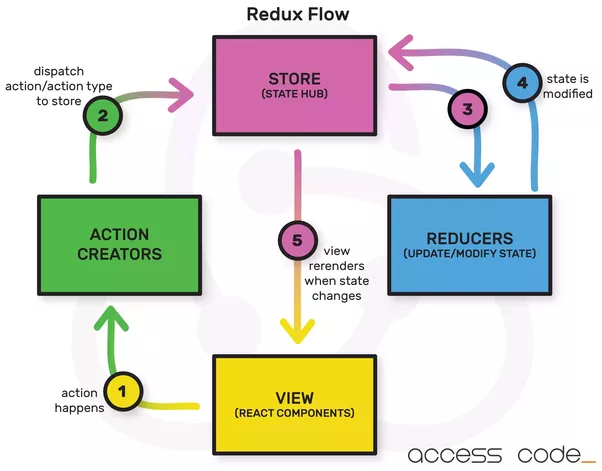 Redux Flow
dispatch
action/action type
to store
2
STORE
(STATE HUB)
3
4
state is
modified
ACTION
CREATORS
5
view
rerenders
when state
changes
REDUCERS
(UPDATE/MODIFY STATE)
action
happens
1
VIEW
(REACT COMPONENTS)
access code_